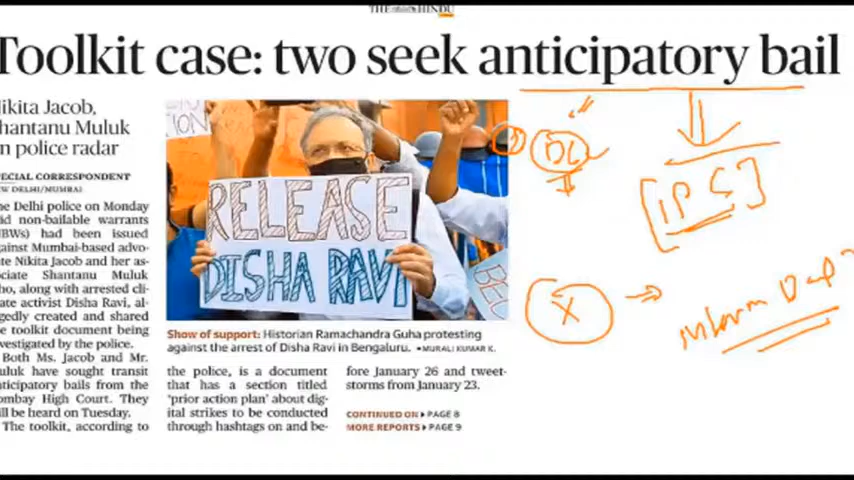 THE HINDU
Toolkit case: two seek anticipatory bail
Nikita Jacob,
Shantanu Muluk
on police radar
SPECIAL CORRESPONDENT
NEW DELHI/MUMBAI
The Delhi police on Monday
said non-bailable warrants
(NBWs) had been issued
against Mumbai-based advo-
cate Nikita Jacob and her as-
sociate Shantanu Muluk
who, along with arrested cli-
mate activist Disha Ravi, al-
legedly created and shared
the toolkit document being
investigated by the police.
Both Ms. Jacob and Mr.
Muluk have sought transit
anticipatory bails from the
Bombay High Court. They
will be heard on Tuesday.
The toolkit, according to
RELEASE
DISHA RAVI
Show of support: Historian Ramachandra Guha protesting
against the arrest of Disha Ravi in Bengaluru. •MURALI KUMAR K.
the police, is a document
that has a section titled
'prior action plan' about dig-
ital strikes to be conducted
through hashtags on and be-
fore January 26 and tweet-
storms from January 23.
CONTINUED ON PAGE 8
MORE REPORTS PAGE 9
IPC
X